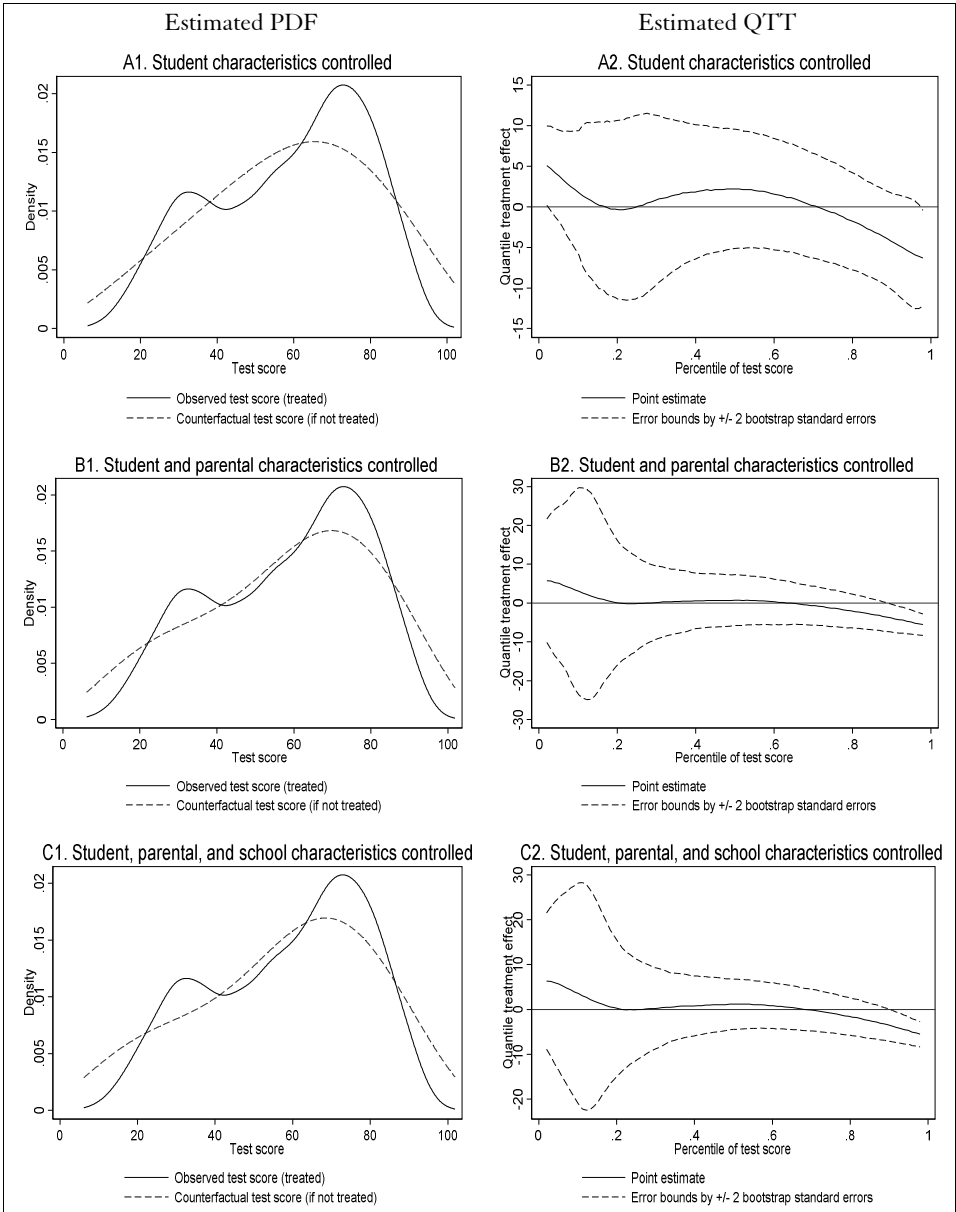 Estimated PDF
Estimated QTT
A1. Student characteristics controlled
Density
0 .005 .01 .015 .02
0 20 40 60 80 100
Test score
Observed test score (treated)
Counterfactual test score (if not treated)
A2. Student characteristics controlled
Quantile treatment effect
-15 -10 -5 0 5 10 15
0 .2 .4 .6 .8 1
Percentile of test score
Point estimate
Error bounds by +/- 2 bootstrap standard errors
B1. Student and parental characteristics controlled
Density
0 .005 .01 .015 .02
0 20 40 60 80 100
Test score
Observed test score (treated)
Counterfactual test score (if not treated)
B2. Student and parental characteristics controlled
Quantile treatment effect
-30 -20 -10 0 10 20 30
0 .2 .4 .6 .8 1
Percentile of test score
Point estimate
Error bounds by +/- 2 bootstrap standard errors
C1. Student, parental, and school characteristics controlled
Density
0 .005 .01 .015 .02
0 20 40 60 80 100
Test score
Observed test score (treated)
Counterfactual test score (if not treated)
C2. Student, parental, and school characteristics controlled
Quantile treatment effect
-20 -10 0 10 20 30
0 .2 .4 .6 .8 1
Percentile of test score
Point estimate
Error bounds by +/- 2 bootstrap standard errors